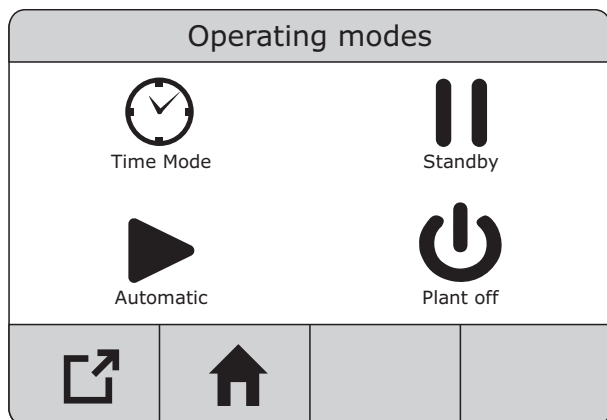 Operating modes
Time Mode
Standby
Automatic
Plant off